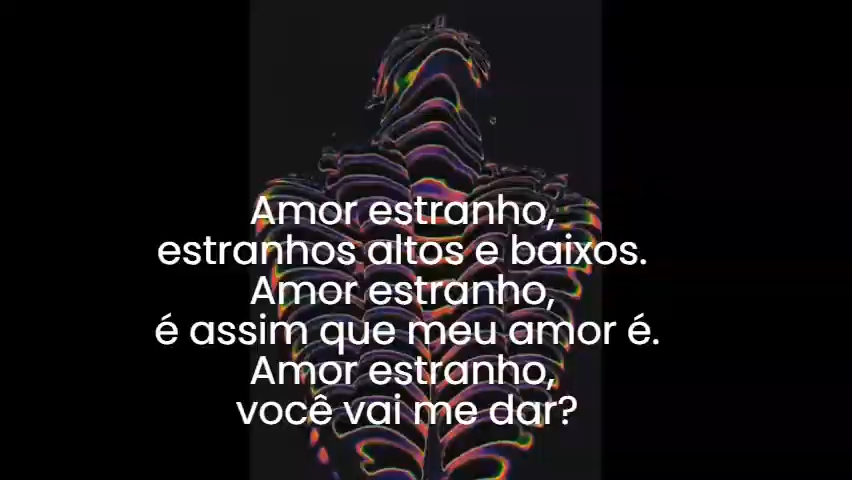 Amor estranho,
estranhos altos e baixos.
Amor estranho,
é assim que meu amor é.
Amor estranho,
você vai me dar?